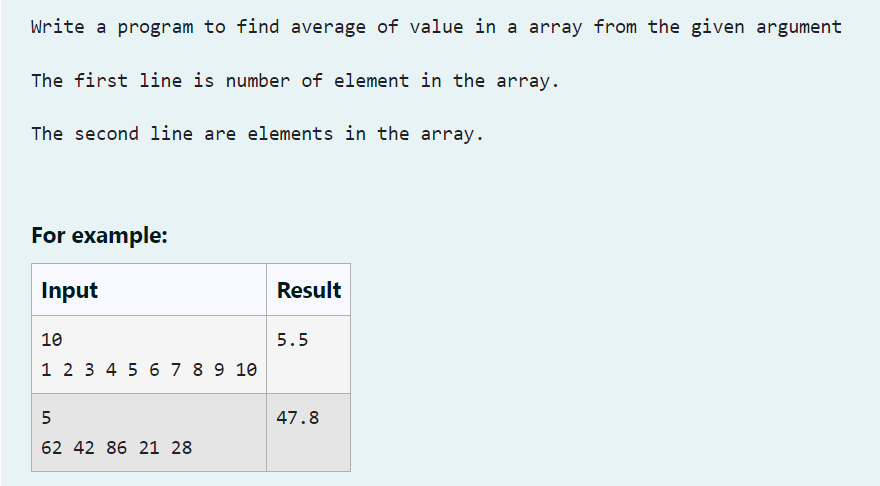 Write a program to find average of value in a array from the given argument
The first line is number of element in the array.
The second line are elements in the array.
For example:
Input Result
10 5.5
1 2 3 4 5 6 7 8 9 10
5 47.8
62 42 86 21 28